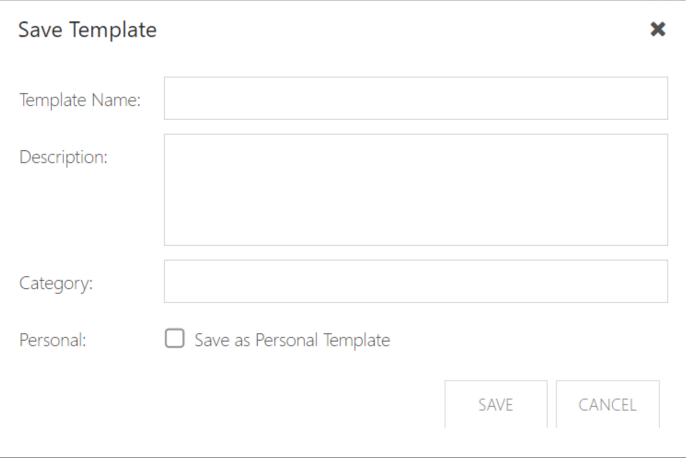 Save Template
Template Name:
Description:
Category:
Personal: Save as Personal Template
SAVE CANCEL